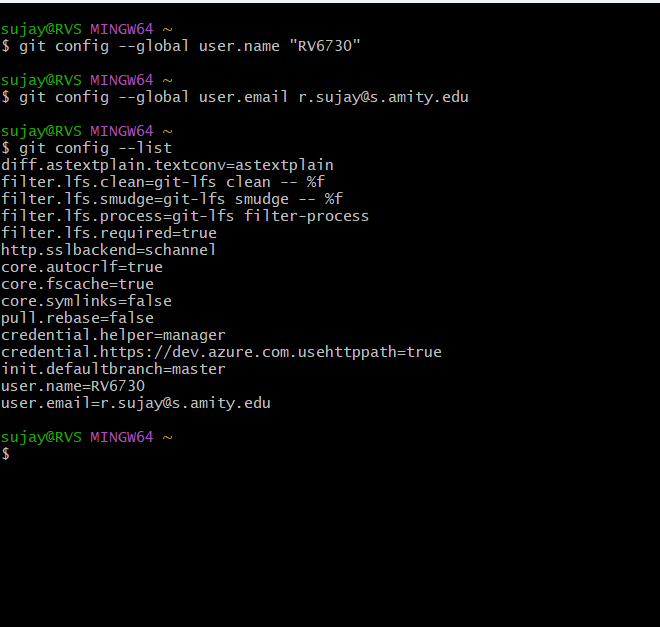 sujay@RVS MINGW64 ~
$ git config --global user.name "RV6730"
sujay@RVS MINGW64 ~
$ git config --global user.email r.sujay@s.amity.edu
sujay@RVS MINGW64 ~
$ git config --list
diff.astextplain.textconv=astextplain
filter.lfs.clean=git-lfs clean -- %f
filter.lfs.smudge=git-lfs smudge -- %f
filter.lfs.process=git-lfs filter-process
filter.lfs.required=true
http.sslbackend=schannel
core.autocrlf=true
core.fscache=true
core.symlinks=false
pull.rebase=false
credential.helper=manager
credential.https://dev.azure.com.usehttppath=true
init.defaultbranch=master
user.name=RV6730
user.email=r.sujay@s.amity.edu
sujay@RVS MINGW64 ~
$